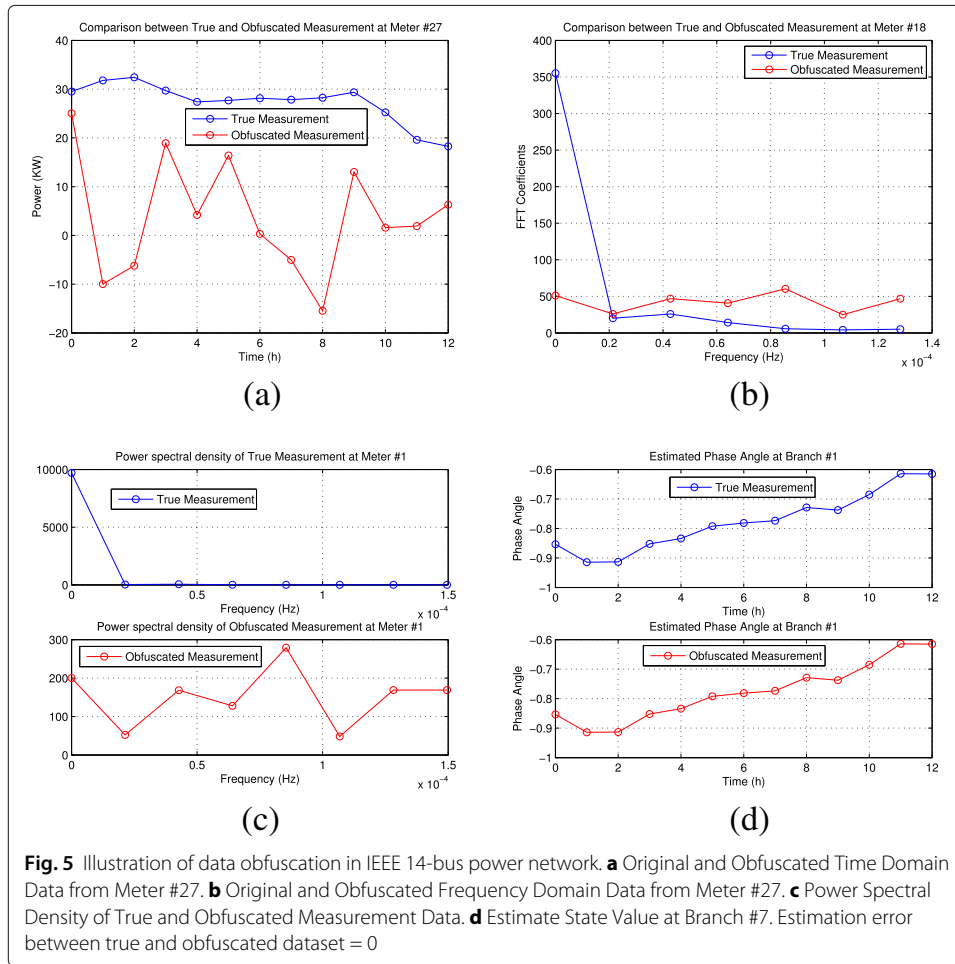 Comparison between True and Obfuscated Measurement at Meter #27
40
30
20
10
0
−10
−20
Power (KW)
True Measurement
Obfuscated Measurement
0 2 4 6 8 10 12
Time (h)
(a)
Comparison between True and Obfuscated Measurement at Meter #18
400
350
300
250
200
150
100
50
0
FFT Coefficients
True Measurement
Obfuscated Measurement
0 0.2 0.4 0.6 0.8 1 1.2 1.4
Frequency (Hz)
x 10⁻⁴
(b)
Power spectral density of True Measurement at Meter #1
10000
5000
0
True Measurement
0 0.5 1 1.5
Frequency (Hz)
x 10⁻⁴
Power spectral density of Obfuscated Measurement at Meter #1
300
200
100
0
Obfuscated Measurement
0 0.5 1 1.5
Frequency (Hz)
x 10⁻⁴
(c)
Estimated Phase Angle at Branch #1
−0.6
−0.7
−0.8
−0.9
−1
Phase Angle
True Measurement
0 2 4 6 8 10 12
Time (h)
Estimated Phase Angle at Branch #1
−0.6
−0.7
−0.8
−0.9
−1
Phase Angle
Obfuscated Measurement
0 2 4 6 8 10 12
Time (h)
(d)
Fig. 5 Illustration of data obfuscation in IEEE 14-bus power network. a Original and Obfuscated Time Domain
Data from Meter #27. b Original and Obfuscated Frequency Domain Data from Meter #27. c Power Spectral
Density of True and Obfuscated Measurement Data. d Estimate State Value at Branch #7. Estimation error
between true and obfuscated dataset = 0